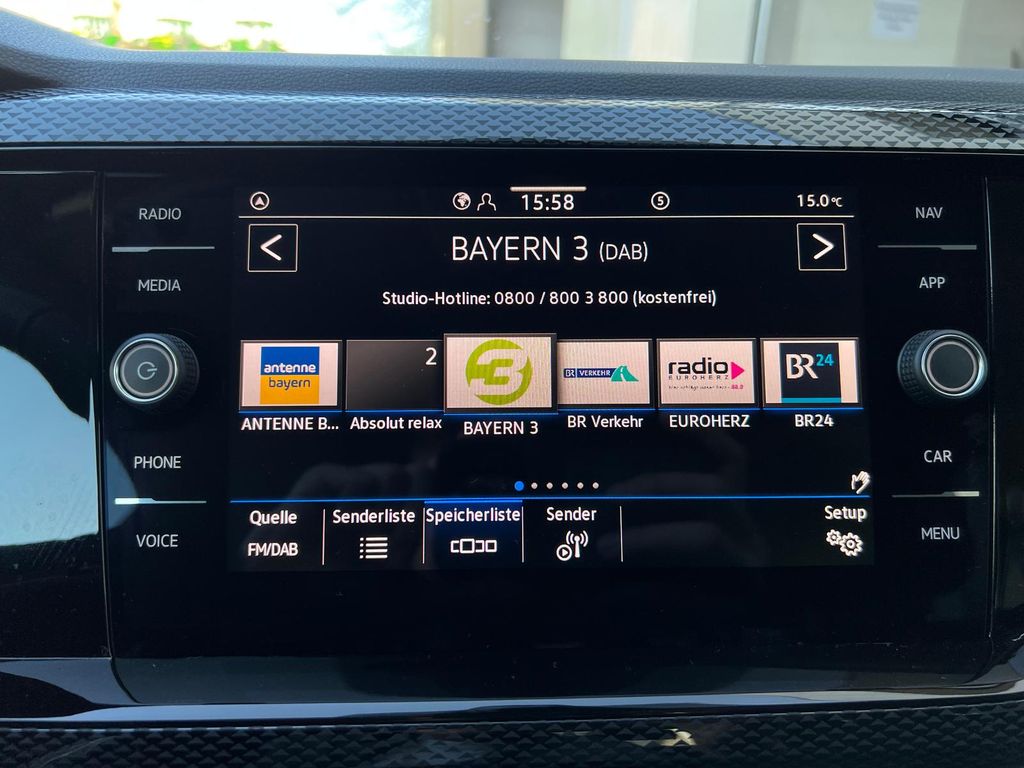 RADIO
MEDIA
PHONE
VOICE
15:58
5
15.0°C
< BAYERN 3 (DAB) >
Studio-Hotline: 0800 / 800 3 800 (kostenfrei)
antenne
bayern
2
3
BR VERKEHR
radio
EUROHERZ
BR24
ANTENNE B...
Absolut relax
BAYERN 3
BR Verkehr
EUROHERZ
BR24
Quelle
FM/DAB
Senderliste
Speicherliste
Sender
Setup
NAV
APP
CAR
MENU